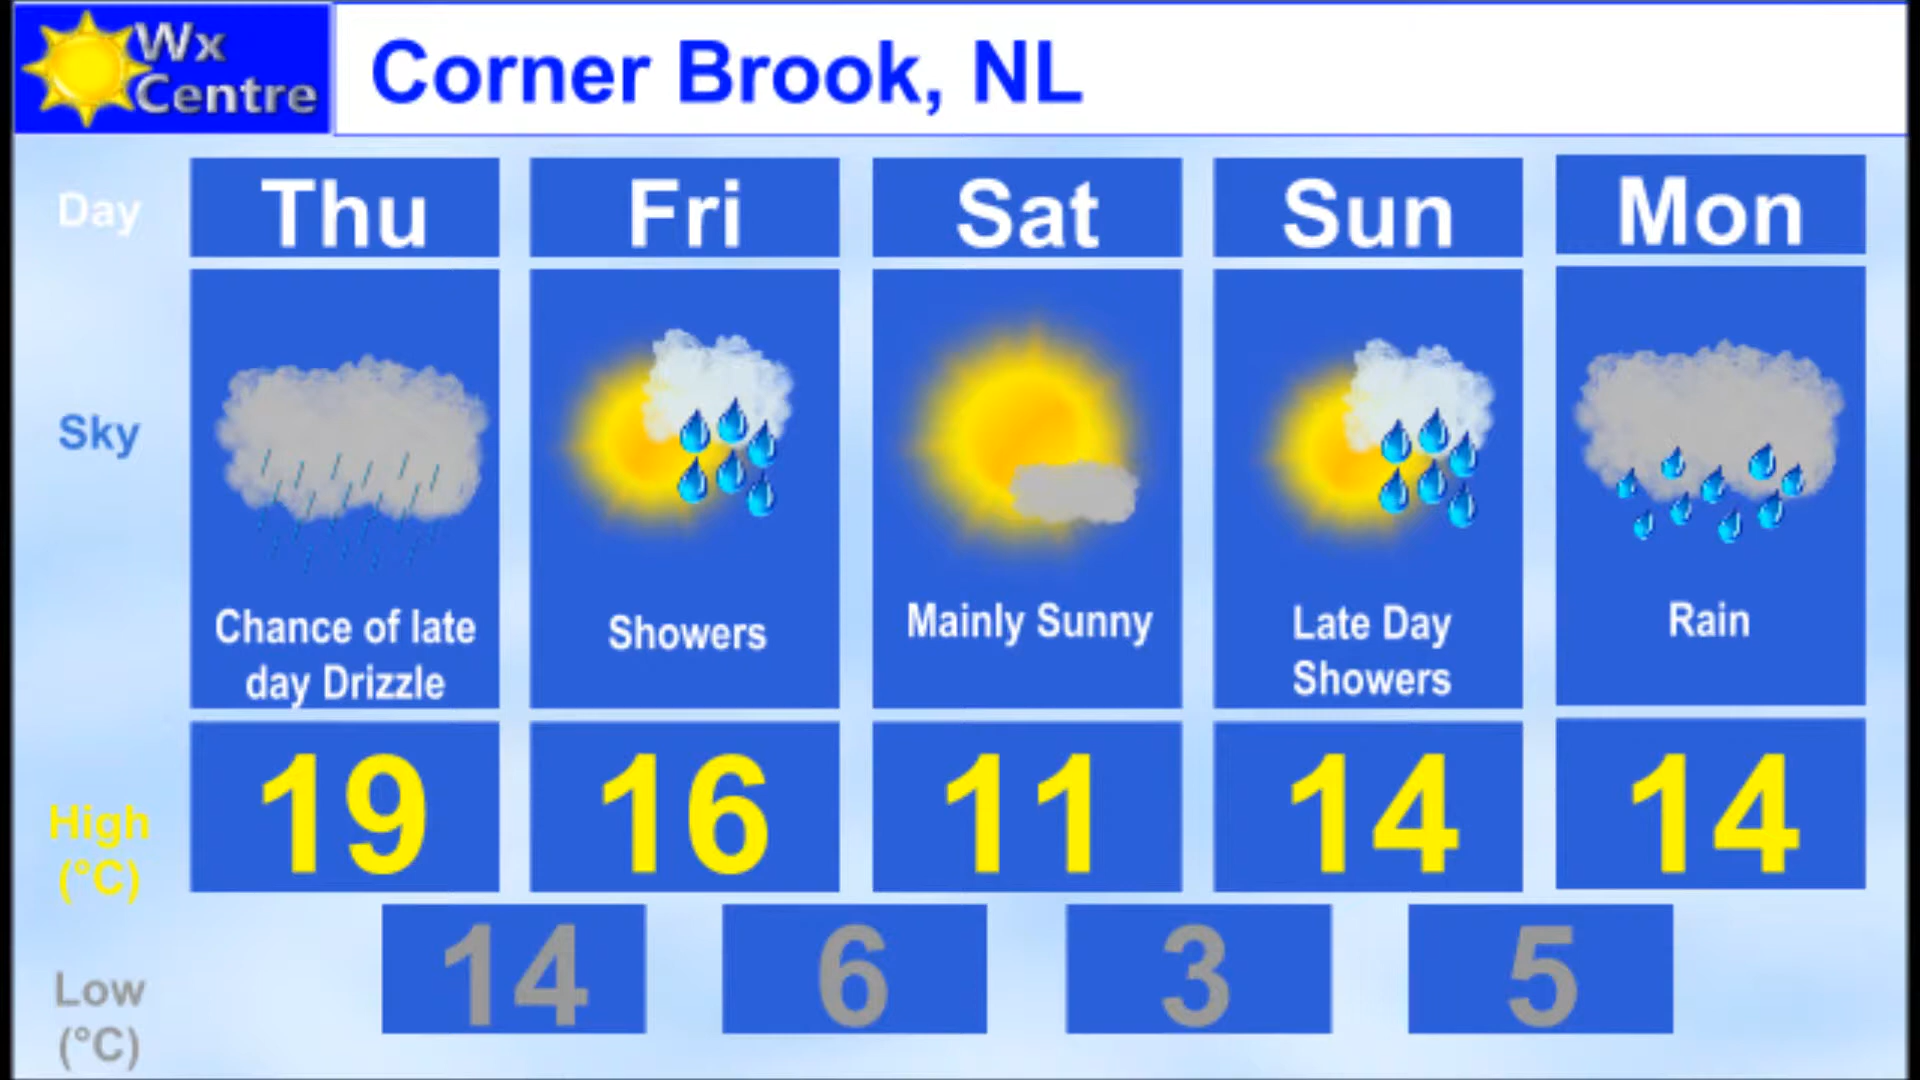 Wx
Centre
Corner Brook, NL
Day
Thu
Fri
Sat
Sun
Mon
Sky
Chance of late
day Drizzle
Showers
Mainly Sunny
Late Day
Showers
Rain
High
(°C)
19
16
11
14
14
Low
(°C)
14
6
3
5